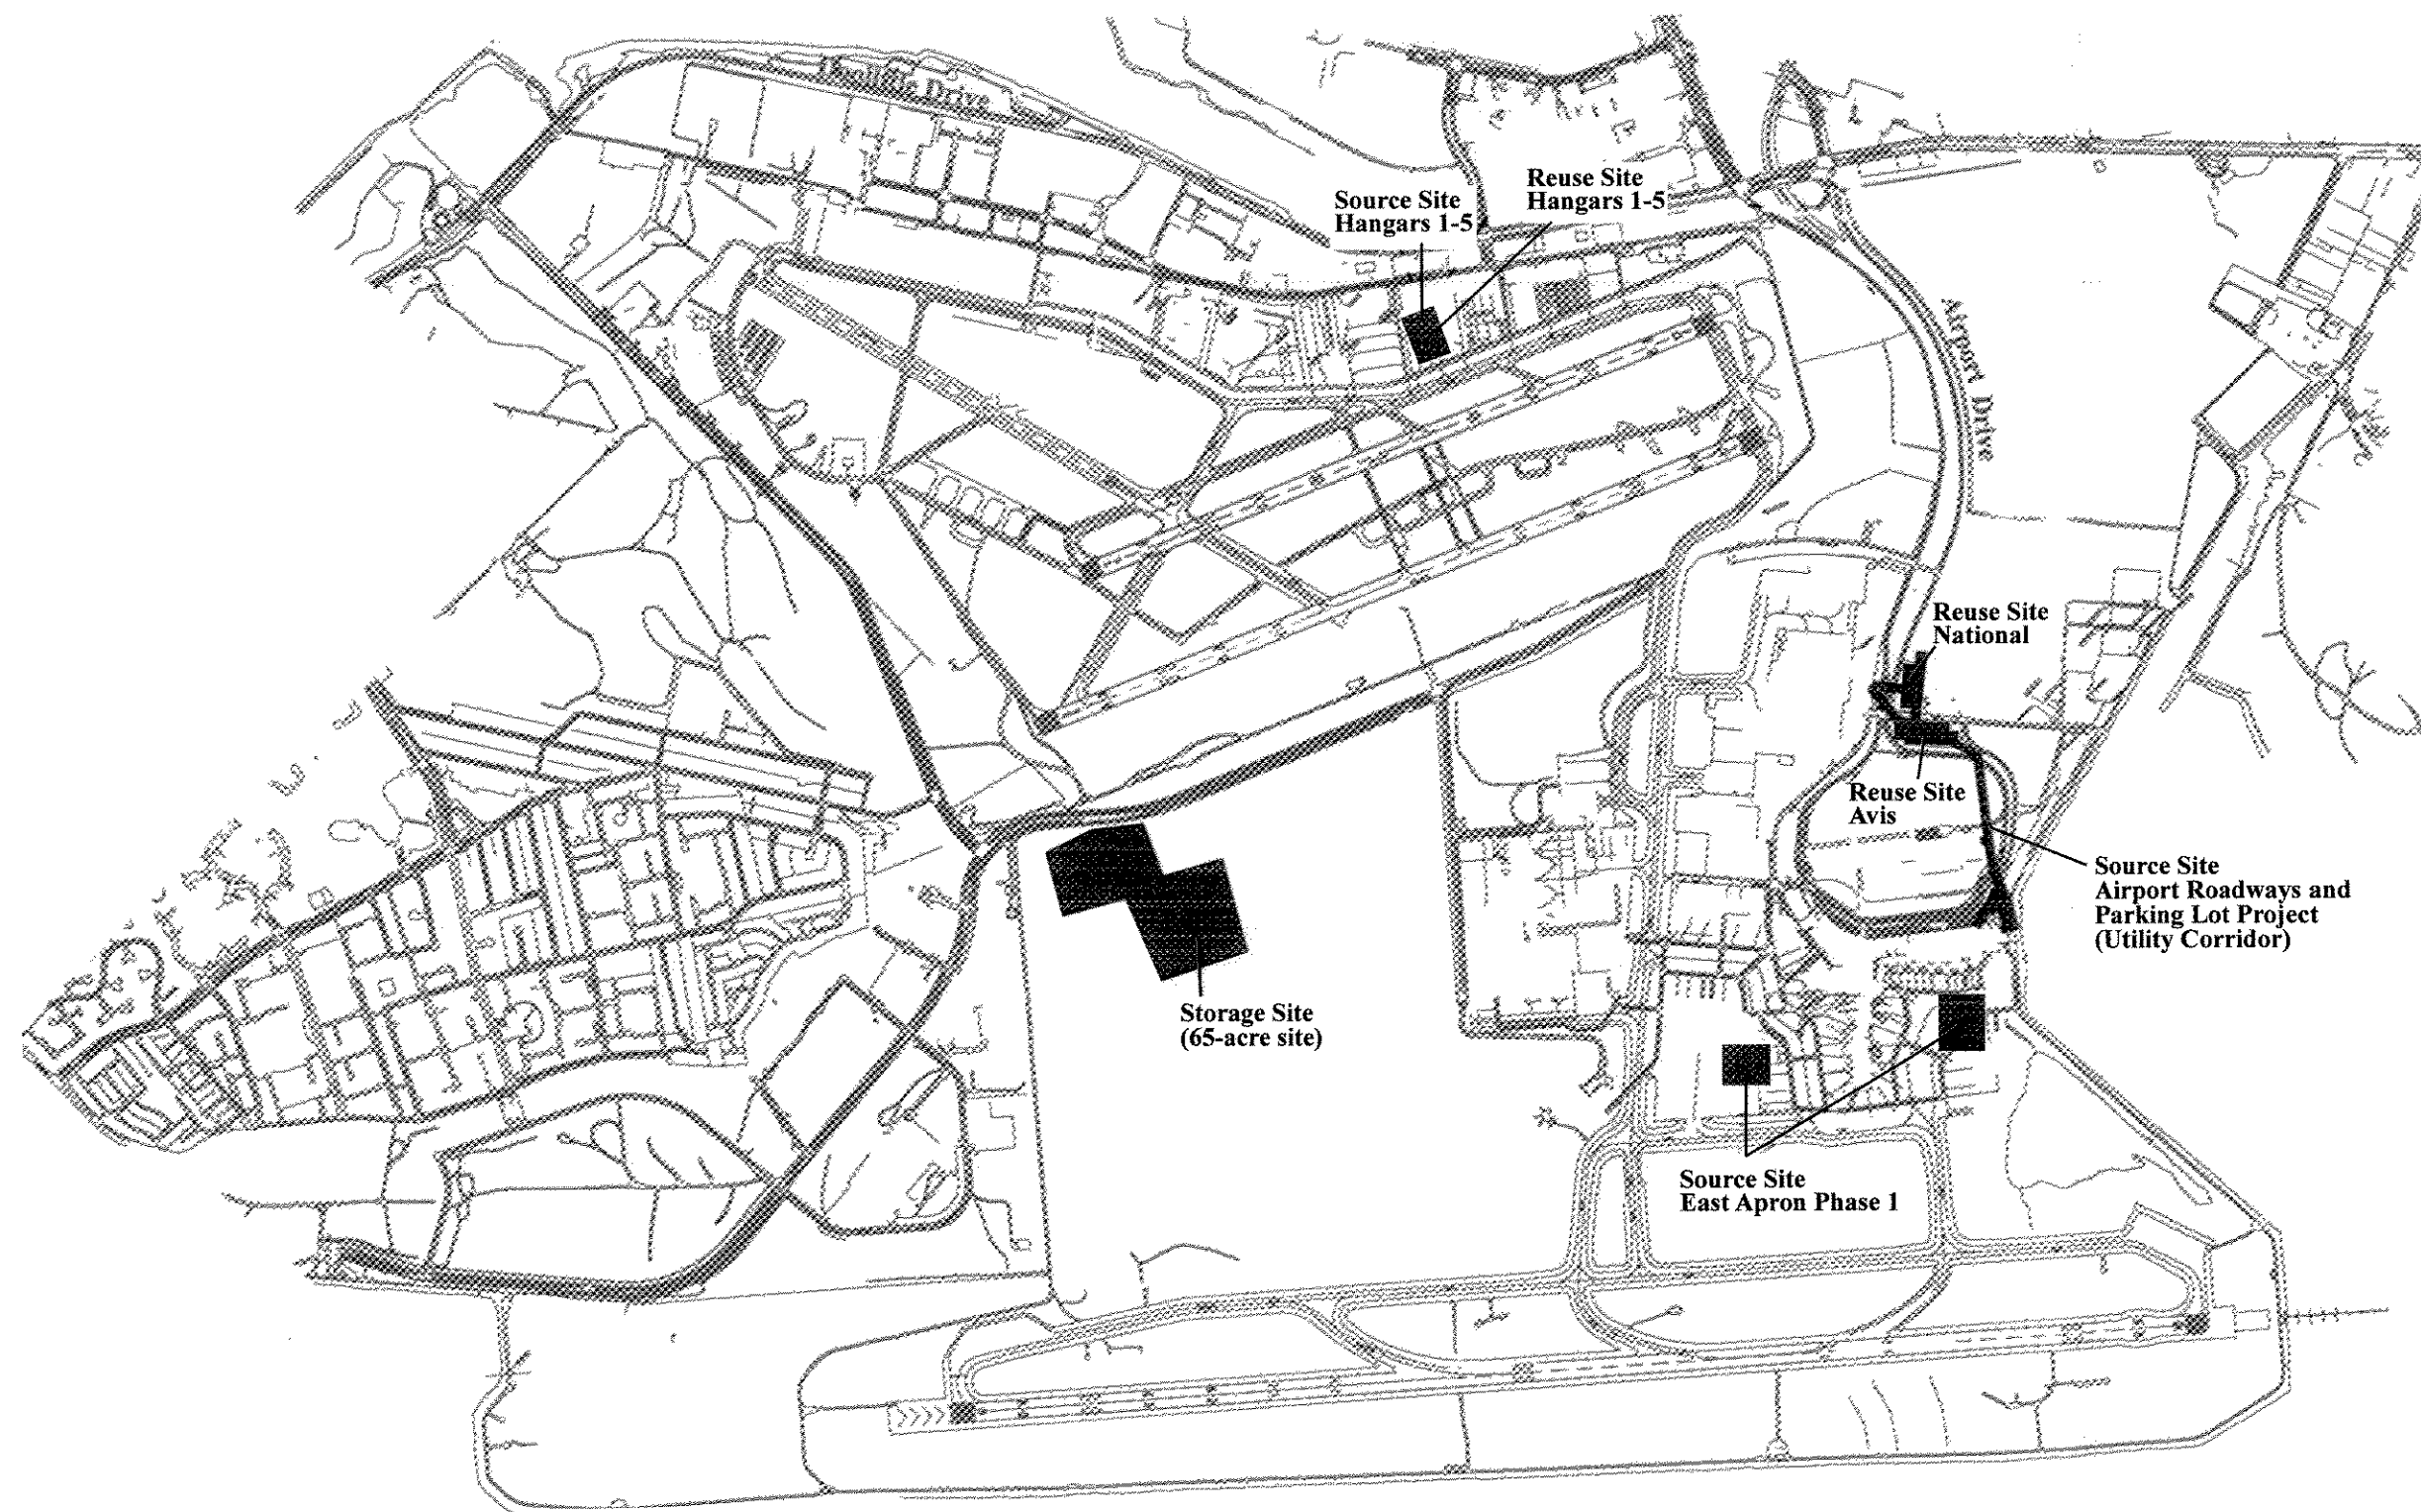 Doolittle Drive
Reuse Site
Hangars 1-5
Source Site
Hangars 1-5
Airport Drive
Reuse Site
National
Reuse Site
Avis
Source Site
Airport Roadways and
Parking Lot Project
(Utility Corridor)
Storage Site
(65-acre site)
Source Site
East Apron Phase 1